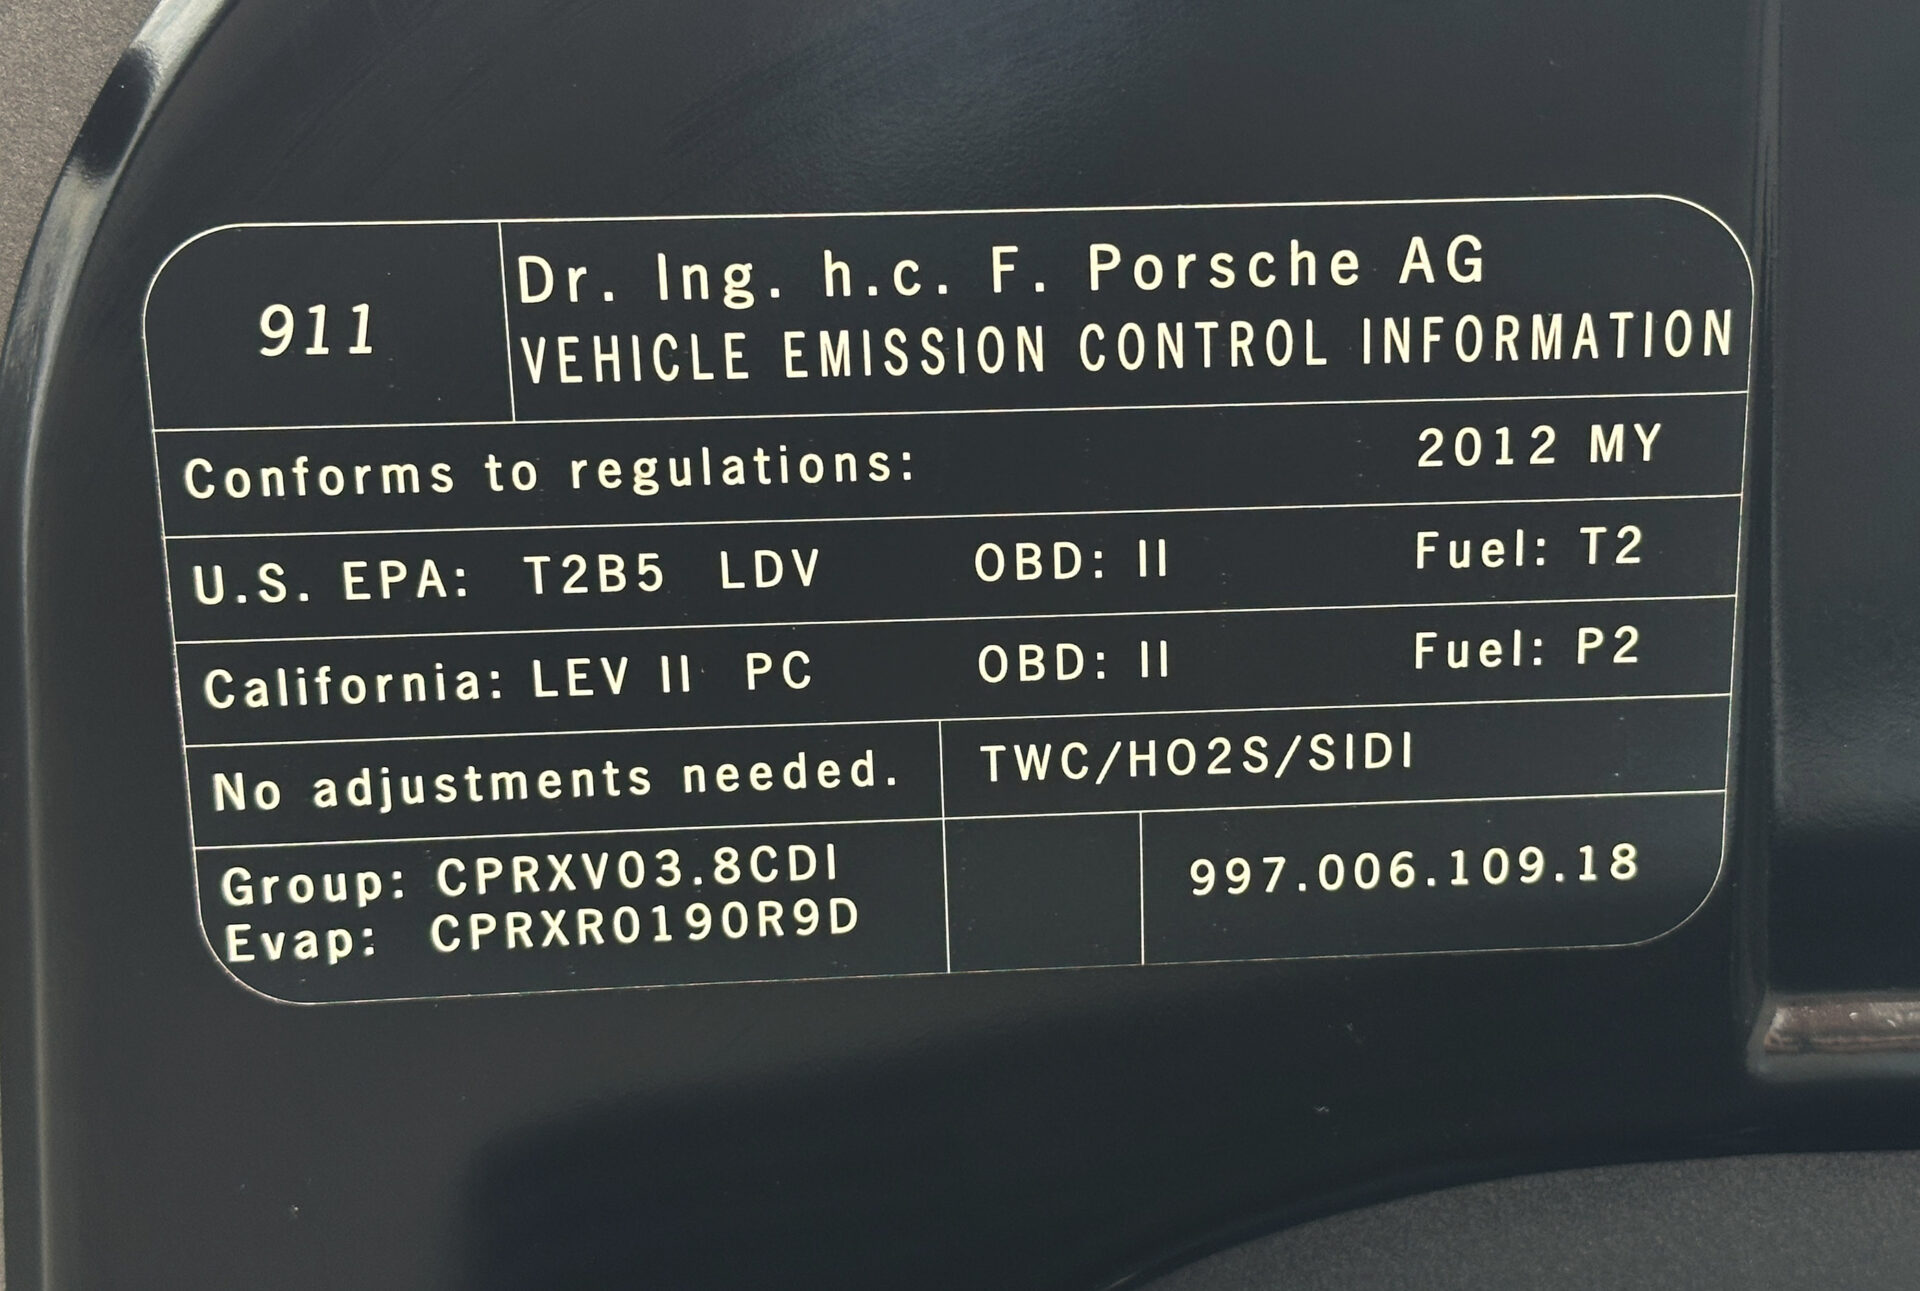 911
Dr. Ing. h.c. F. Porsche AG
VEHICLE EMISSION CONTROL INFORMATION
Conforms to regulations: 2012 MY
U.S. EPA: T2B5 LDV OBD: II Fuel: T2
California: LEV II PC OBD: II Fuel: P2
No adjustments needed. TWC/HO2S/SIDI
Group: CPRXV03.8CDI
Evap: CPRXR0190R9D
997.006.109.18